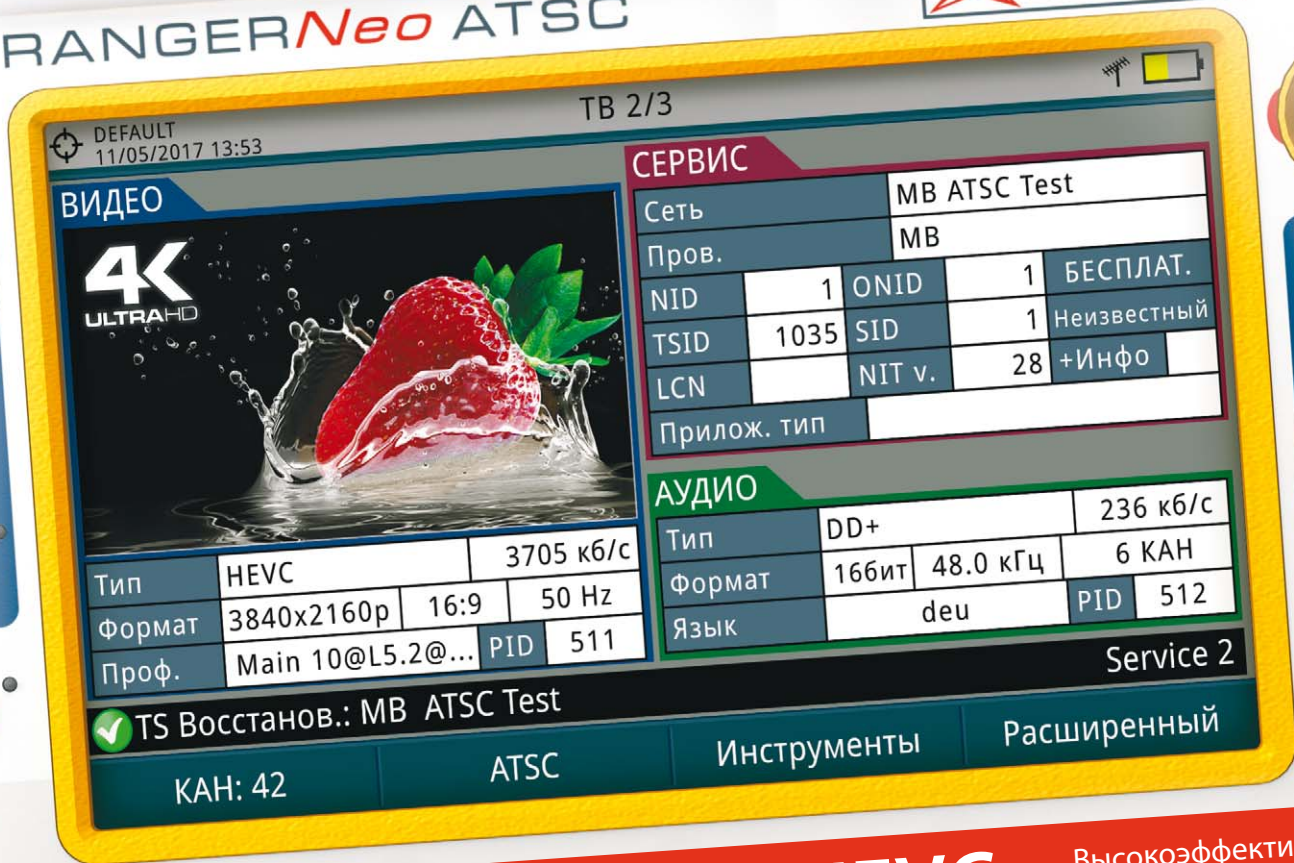 RANGERNeo ATSC
DEFAULT
11/05/2017 13:53
ТВ 2/3
ВИДЕО
4K
ULTRAHD
Тип HEVC 3705 кб/с
Формат 3840x2160p 16:9 50 Hz
Проф. Main 10@L5.2@... PID 511
СЕРВИС
Сеть MB ATSC Test
Пров. MB
NID 1 ONID 1 БЕСПЛАТ.
TSID 1035 SID 1 Неизвестный
LCN NIT v. 28 +Инфо
Прилож. тип
АУДИО
Тип DD+ 236 кб/с
Формат 16бит 48.0 кГц 6 КАН
Язык deu PID 512
Service 2
TS Восстанов.: MB ATSC Test
КАН: 42 ATSC Инструменты Расширенный